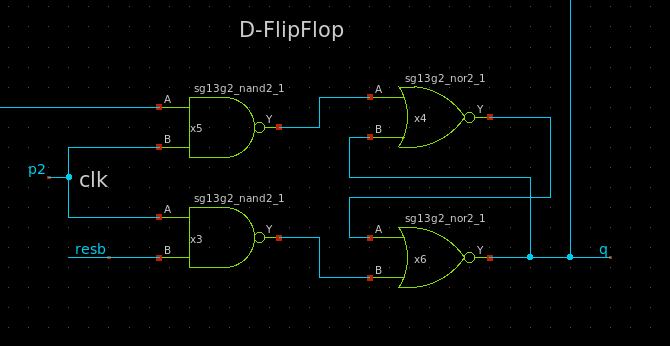 D-FlipFlop
sg13g2_nand2_1
A
B
x5
Y
sg13g2_nor2_1
A
B
x4
Y
p2
clk
sg13g2_nand2_1
A
B
x3
Y
resb
sg13g2_nor2_1
A
B
x6
Y
q